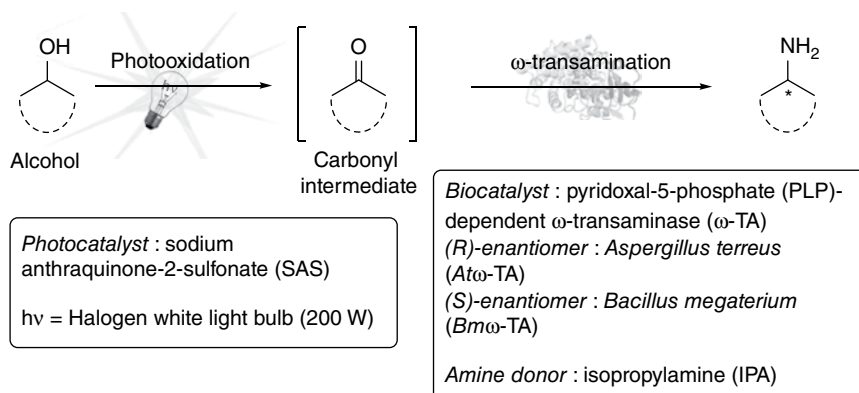 OH
Photooxidation
O
ω-transamination
NH2
*
Alcohol
Carbonyl
intermediate
Photocatalyst : sodium
anthraquinone-2-sulfonate (SAS)
hν = Halogen white light bulb (200 W)
Biocatalyst : pyridoxal-5-phosphate (PLP)-
dependent ω-transaminase (ω-TA)
(R)-enantiomer : Aspergillus terreus
(Atω-TA)
(S)-enantiomer : Bacillus megaterium
(Bmω-TA)
Amine donor : isopropylamine (IPA)